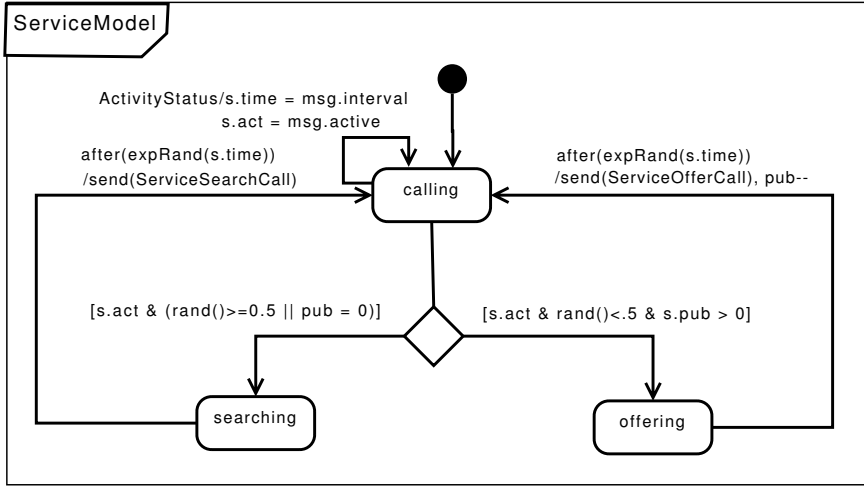 ServiceModel
ActivityStatus/s.time = msg.interval
s.act = msg.active
after(expRand(s.time))
/send(ServiceSearchCall)
after(expRand(s.time))
/send(ServiceOfferCall), pub--
calling
[s.act & (rand()>=0.5 || pub = 0)]
[s.act & rand()<.5 & s.pub > 0]
searching
offering